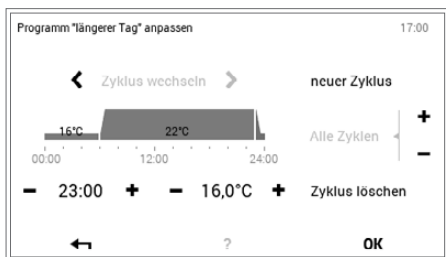 Programm "längerer Tag" anpassen 17:00
Zyklus wechseln neuer Zyklus
+
16°C 22°C Alle Zyklen
−
00:00 12:00 24:00
− 23:00 + − 16,0°C + Zyklus löschen
? OK